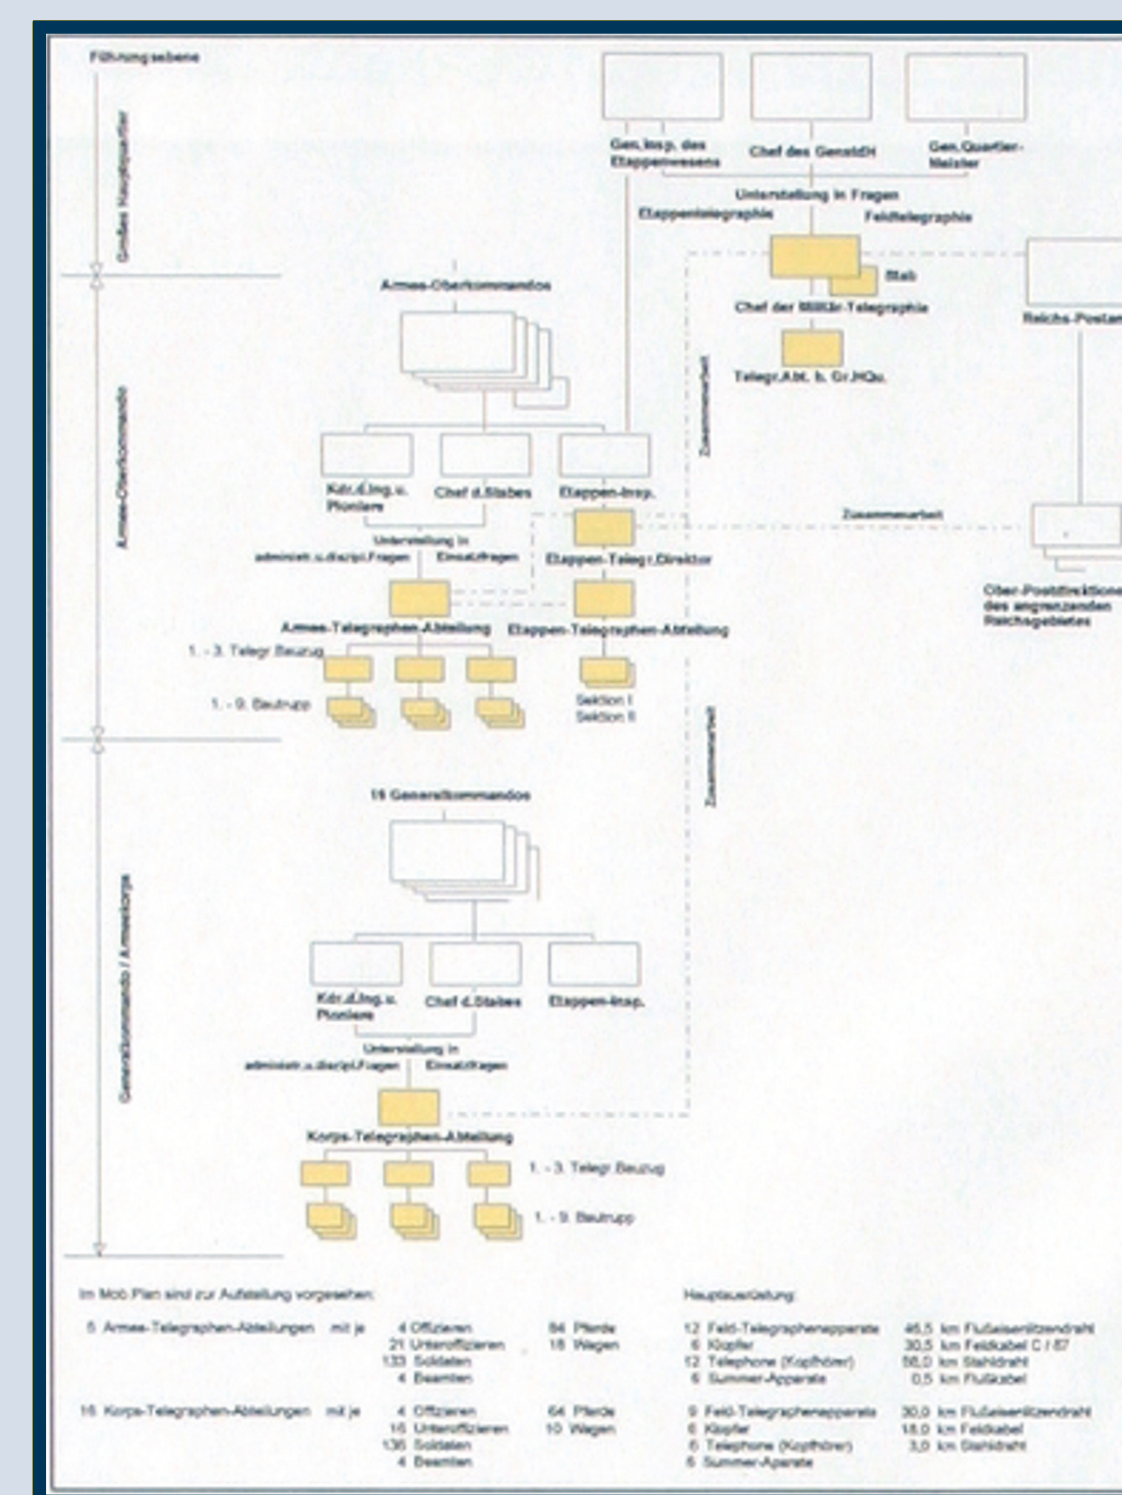 Führungsebene
Großes Hauptquartier
Gen.Insp. des
Etappenwesens
Chef des GenstdH
Gen.Quartier-
Meister
Unterstellung in Fragen
Etappentelegraphie
Feldtelegraphie
Stab
Chef der Militär-Telegraphie
Reichs-Postam
Telegr.Abt. b. Gr.HQu.
Armee-Oberkommandos
Armee-Oberkommando
Zusammenarbeit
Kdr.d.Ing.u.
Pioniere
Chef d.Stabes
Etappen-Insp.
Zusammenarbeit
Unterstellung in
administr.u.diszipl.Fragen
Einsatzfragen
Etappen-Telegr.Direktor
Ober-Postdirektione
des angrenzenden
Reichsgebietes
Armee-Telegraphen-Abteilung
Etappen-Telegraphen-Abteilung
1. - 3. Telegr.Bauzug
1. - 9. Bautrupp
Sektion I
Sektion II
Zusammenarbeit
Generalkommandos
Generalkommando / Armeekorps
Kdr.d.Ing.u.
Pioniere
Chef d.Stabes
Etappen-Insp.
Unterstellung in
administr.u.diszipl.Fragen
Einsatzfragen
Korps-Telegraphen-Abteilung
1. - 3. Telegr.Bauzug
1. - 9. Bautrupp
Im Mob.Plan sind zur Aufstellung vorgesehen:
Hauptausrüstung:
Armee-Telegraphen-Abteilungen mit je 4 Offizieren 84 Pferde 12 Feld-Telegraphenapparate 46,5 km Flußeisenlitzendraht
21 Unteroffizieren 18 Wagen 6 Klopfer 30,5 km Feldkabel C / 87
133 Soldaten 12 Telephone (Kopfhörer) km Stahldraht
4 Beamten 6 Summer-Apparate 0,5 km Flußkabel
Korps-Telegraphen-Abteilungen mit je 4 Offizieren 64 Pferde 9 Feld-Telegraphenapparate 30,0 km Flußeisenlitzendraht
16 Unteroffizieren 10 Wagen 6 Klopfer 18,0 km Feldkabel
136 Soldaten 6 Telephone (Kopfhörer) 3,0 km Stahldraht
4 Beamten 6 Summer-Aparate